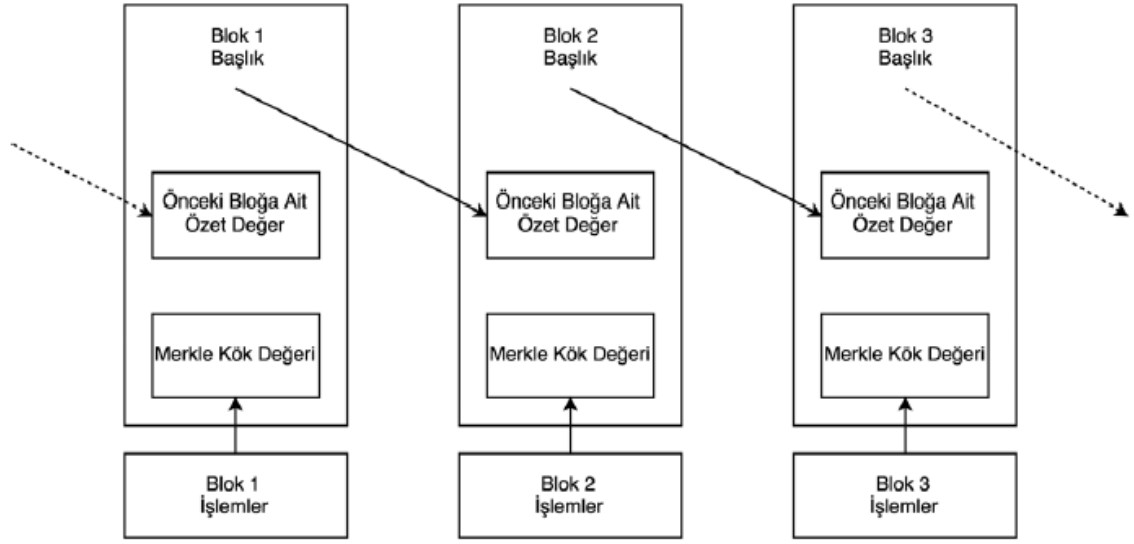 Blok 1
Başlık
Önceki Bloğa Ait
Özet Değer
Merkle Kök Değeri
Blok 1
İşlemler
Blok 2
Başlık
Önceki Bloğa Ait
Özet Değer
Merkle Kök Değeri
Blok 2
İşlemler
Blok 3
Başlık
Önceki Bloğa Ait
Özet Değer
Merkle Kök Değeri
Blok 3
İşlemler